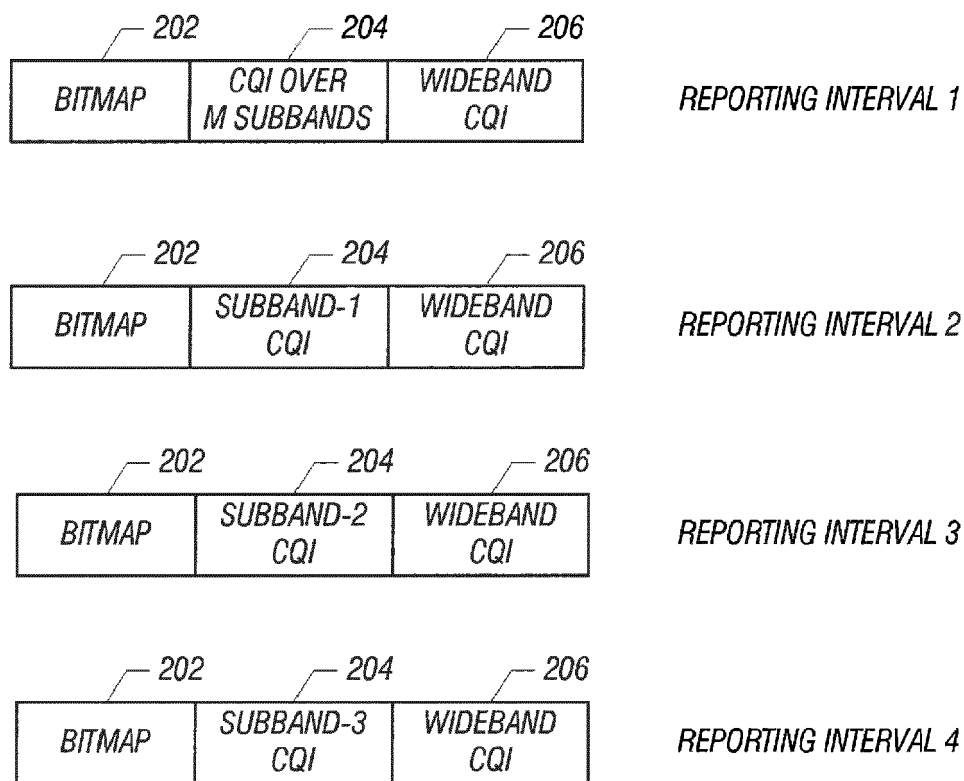 202 204 206
BITMAP CQI OVER WIDEBAND REPORTING INTERVAL 1
M SUBBANDS CQI
202 204 206
BITMAP SUBBAND-1 WIDEBAND REPORTING INTERVAL 2
CQI CQI
202 204 206
BITMAP SUBBAND-2 WIDEBAND REPORTING INTERVAL 3
CQI CQI
202 204 206
BITMAP SUBBAND-3 WIDEBAND REPORTING INTERVAL 4
CQI CQI